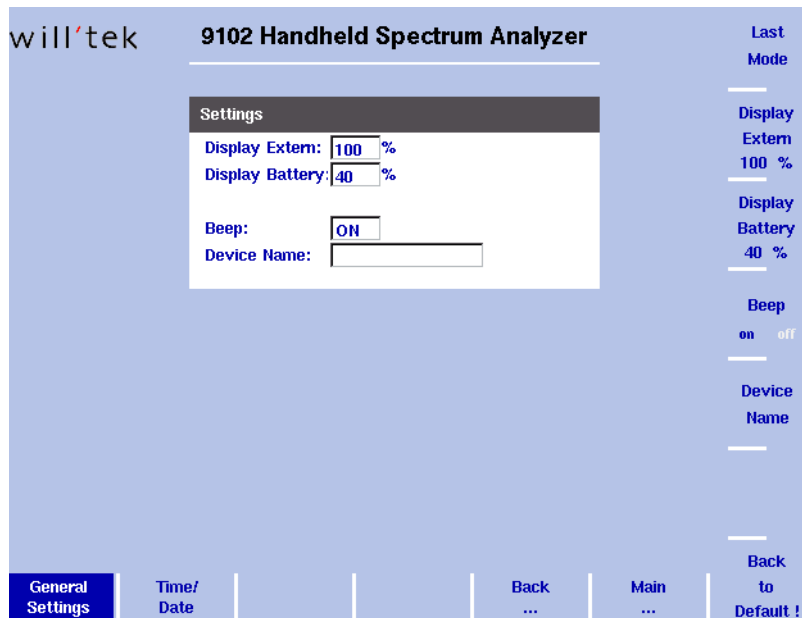 will'tek
9102 Handheld Spectrum Analyzer
Settings
Display Extern: 100 %
Display Battery: 40 %
Beep: ON
Device Name:
Last
Mode
Display
Extern
100 %
Display
Battery
40 %
Beep
on off
Device
Name
Back
to
Default !
General
Settings
Time/
Date
Back
...
Main
...